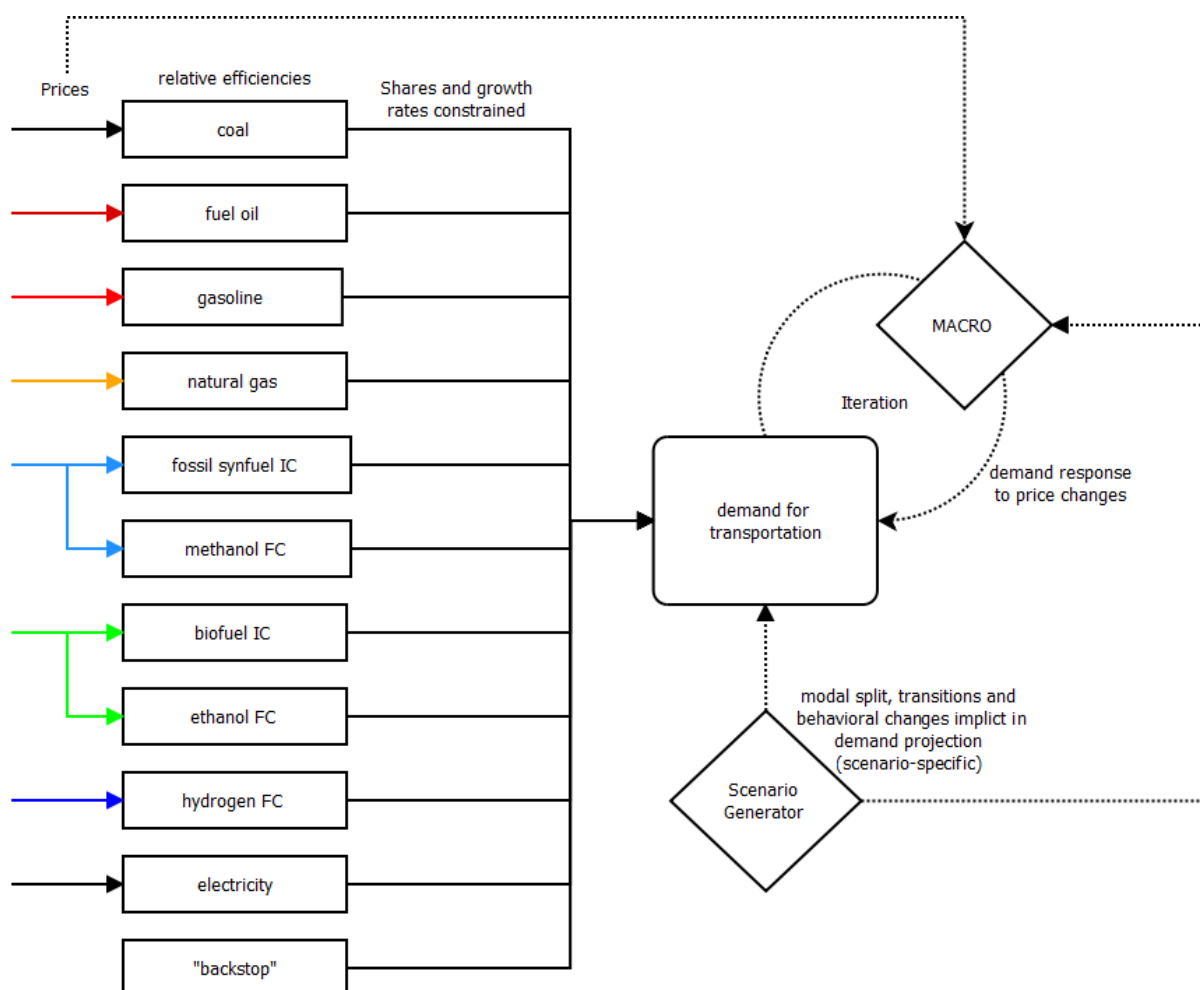 Prices
relative efficiencies
Shares and growth
rates constrained
coal
fuel oil
gasoline
natural gas
fossil synfuel IC
methanol FC
biofuel IC
ethanol FC
hydrogen FC
electricity
"backstop"
MACRO
Iteration
demand response
to price changes
demand for
transportation
modal split, transitions and
behavioral changes implict in
demand projection
(scenario-specific)
Scenario
Generator